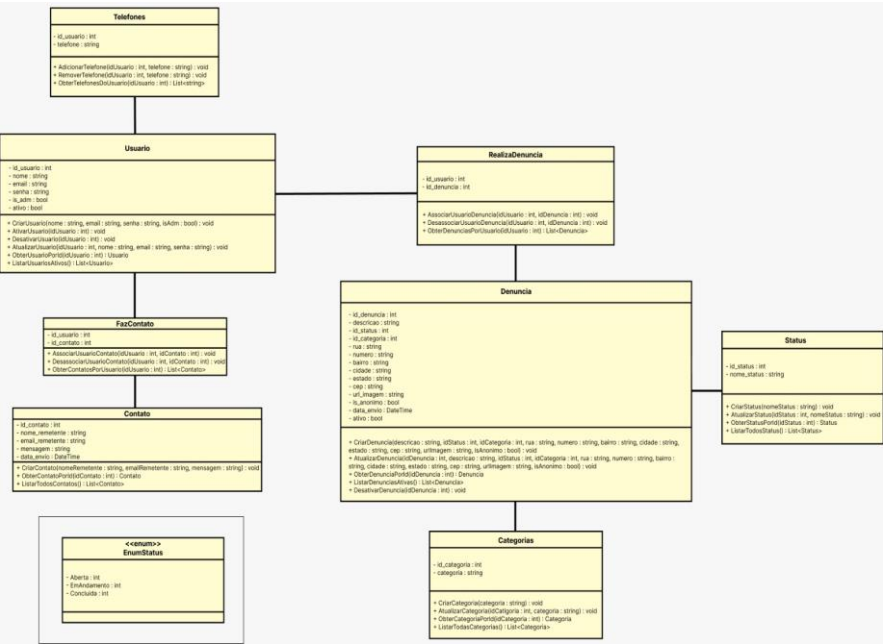 Telefones
- id_usuario : int
- telefone : string
+ AdicionarTelefone(idUsuario : int, telefone : string) : void
+ RemoverTelefone(idUsuario : int, telefone : string) : void
+ ObterTelefonesDoUsuario(idUsuario : int) : List<string>
Usuario
- id_usuario : int
- nome : string
- email : string
- senha : string
- is_adm : bool
- ativo : bool
+ CriarUsuario(nome : string, email : string, senha : string, isAdm : bool) : void
+ AtivarUsuario(idUsuario : int) : void
+ DesativarUsuario(idUsuario : int) : void
+ AtualizarUsuario(idUsuario : int, nome : string, email : string, senha : string) : void
+ ObterUsuarioPorId(idUsuario : int) : Usuario
+ ListarUsuariosAtivos() : List<Usuario>
RealizaDenuncia
- id_usuario : int
- id_denuncia : int
+ AssociarUsuarioDenuncia(idUsuario : int, idDenuncia : int) : void
+ DesassociarUsuarioDenuncia(idUsuario : int, idDenuncia : int) : void
+ ObterDenunciasPorUsuario(idUsuario : int) : List<Denuncia>
FazContato
- id_usuario : int
- id_contato : int
+ AssociarUsuarioContato(idUsuario : int, idContato : int) : void
+ DesassociarUsuarioContato(idUsuario : int, idContato : int) : void
+ ObterContatosPorUsuario(idUsuario : int) : List<Contato>
Contato
- id_contato : int
- nome_remetente : string
- email_remetente : string
- mensagem : string
- data_envio : DateTime
+ CriarContato(nomeRemetente : string, emailRemetente : string, mensagem : string) : void
+ ObterContatoPorId(idContato : int) : Contato
+ ListarTodosContatos() : List<Contato>
Denuncia
- id_denuncia : int
- descricao : string
- id_status : int
- id_categoria : int
- rua : string
- numero : string
- bairro : string
- cidade : string
- estado : string
- cep : string
- url_imagem : string
- is_anonimo : bool
- data_envio : DateTime
- ativo : bool
+ CriarDenuncia(descricao : string, idStatus : int, idCategoria : int, rua : string, numero : string, bairro : string, cidade : string,
estado : string, cep : string, urlImagem : string, isAnonimo : bool) : void
+ AtualizarDenuncia(idDenuncia : int, descricao : string, idStatus : int, idCategoria : int, rua : string, numero : string, bairro :
string, cidade : string, estado : string, cep : string, urlImagem : string, isAnonimo : bool) : void
+ ObterDenunciaPorId(idDenuncia : int) : Denuncia
+ ListarDenunciasAtivas() : List<Denuncia>
+ DesativarDenuncia(idDenuncia : int) : void
Status
- id_status : int
- nome_status : string
+ CriarStatus(nomeStatus : string) : void
+ AtualizarStatus(idStatus : int, nomeStatus : string) : void
+ ObterStatusPorId(idStatus : int) : Status
+ ListarTodosStatus() : List<Status>
<<enum>>
EnumStatus
- Aberta : int
- EmAndamento : int
- Concluida : int
Categorias
- id_categoria : int
- categoria : string
+ CriarCategoria(categoria : string) : void
+ AtualizarCategoria(idCategoria : int, categoria : string) : void
+ ObterCategoriaPorId(idCategoria : int) : Categoria
+ ListarTodasCategorias() : List<Categoria>